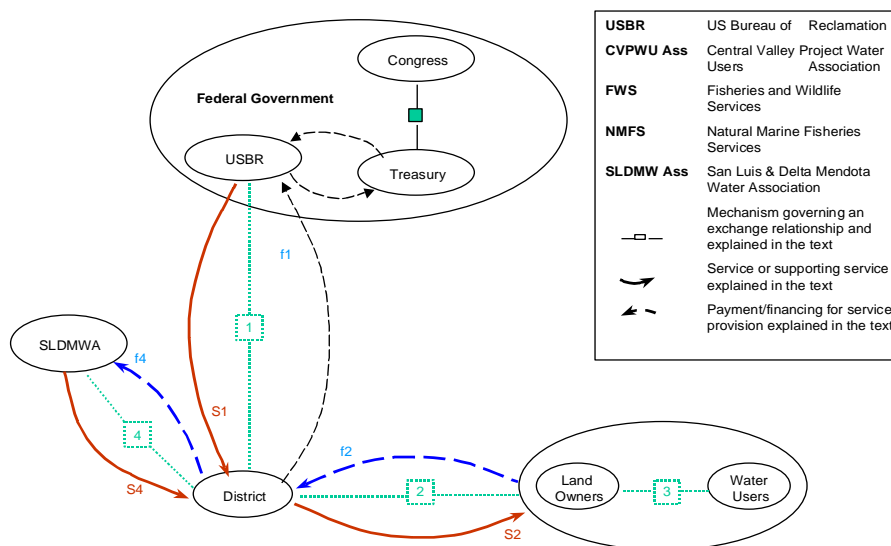 Congress
Federal Government
USBR
Treasury
f1
1
SLDMWA
f4
S1
4
S4
f2
District
2
Land
Owners
3
Water
Users
S2
USBR US Bureau of Reclamation
CVPWU Ass Central Valley Project Water
Users Association
FWS Fisheries and Wildlife
Services
NMFS Natural Marine Fisheries
Services
SLDMW Ass San Luis & Delta Mendota
Water Association
Mechanism governing an
exchange relationship and
explained in the text
Service or supporting service
explained in the text
Payment/financing for service
provision explained in the text